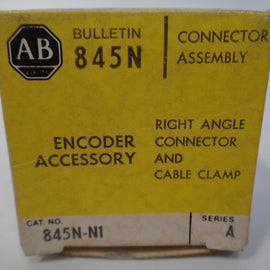 AB
BULLETIN
845N
CONNECTOR
ASSEMBLY
ENCODER
ACCESSORY
RIGHT ANGLE
CONNECTOR
AND
CABLE CLAMP
CAT. NO.
845N-N1
SERIES
A